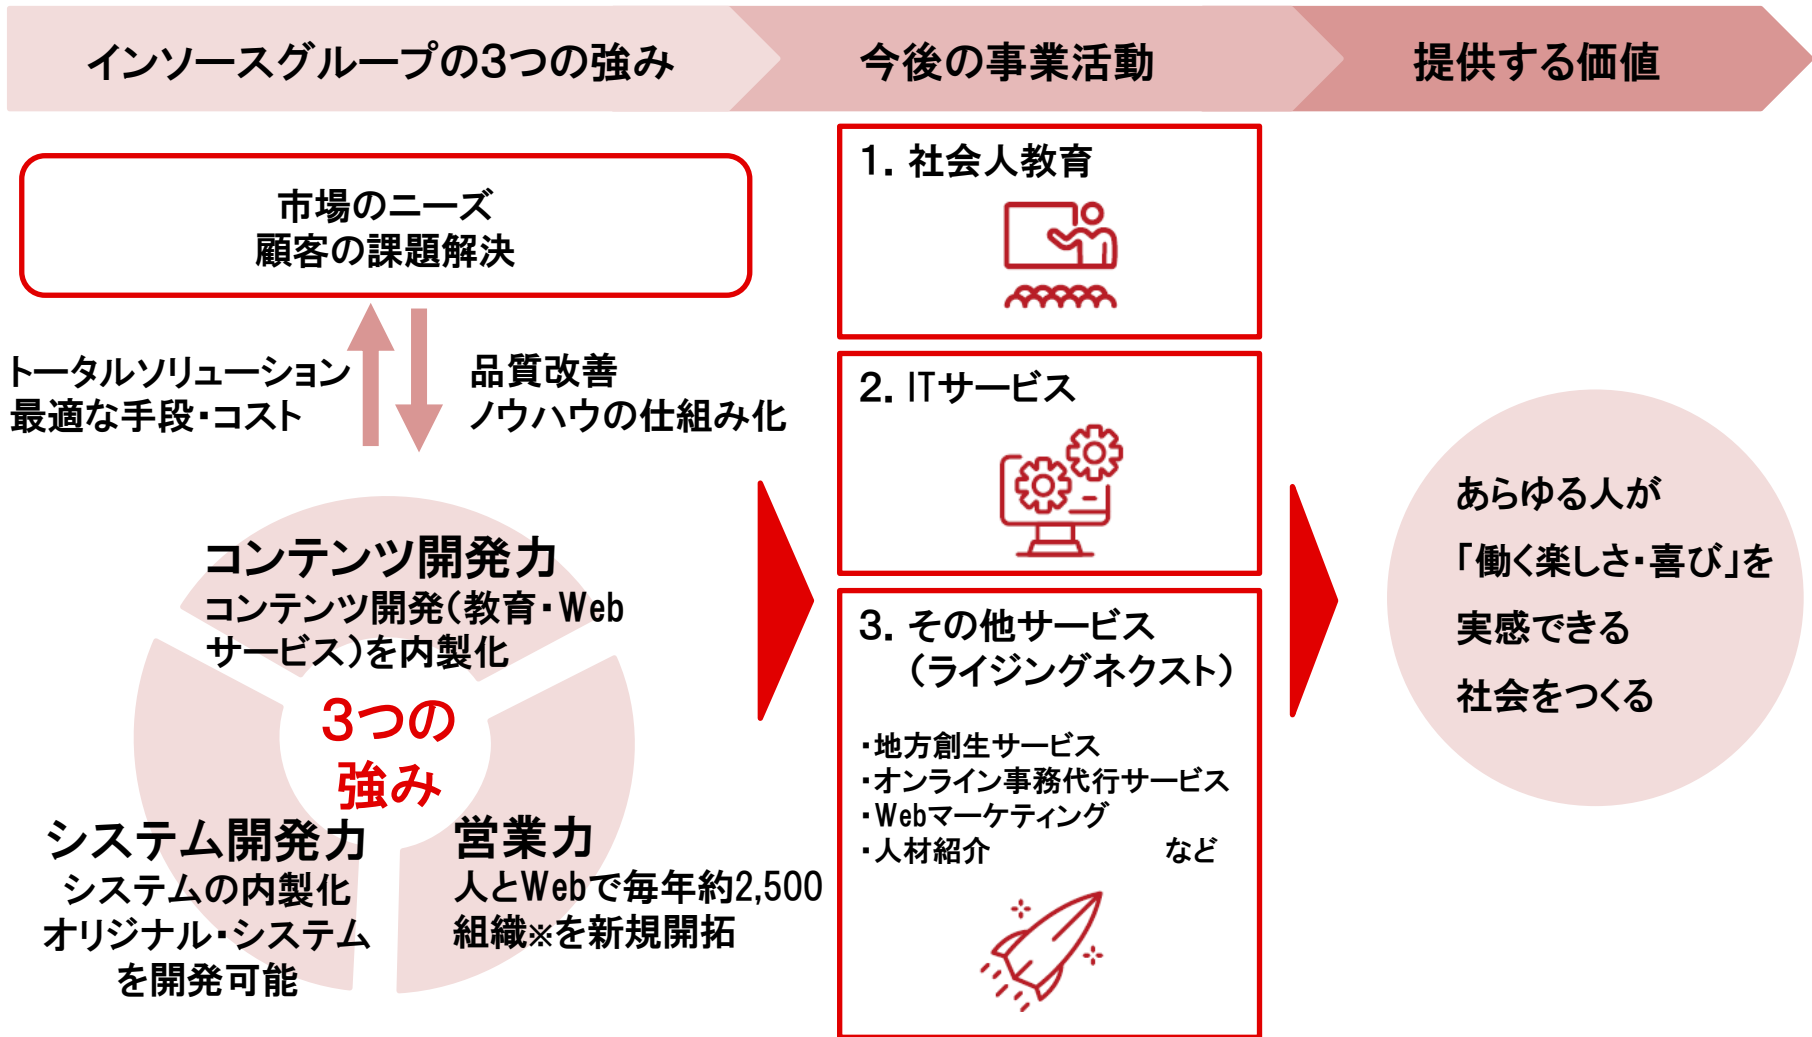 インソースグループの3つの強み
今後の事業活動
提供する価値
市場のニーズ
顧客の課題解決
トータルソリューション
最適な手段・コスト
品質改善
ノウハウの仕組み化
コンテンツ開発力
コンテンツ開発(教育・Web
サービス)を内製化
3つの
強み
システム開発力
システムの内製化
オリジナル・システム
を開発可能
営業力
人とWebで毎年約2,500
組織※を新規開拓
1. 社会人教育
2. ITサービス
3. その他サービス
(ライジングネクスト)
・地方創生サービス
・オンライン事務代行サービス
・Webマーケティング
・人材紹介 など
あらゆる人が
「働く楽しさ・喜び」を
実感できる
社会をつくる